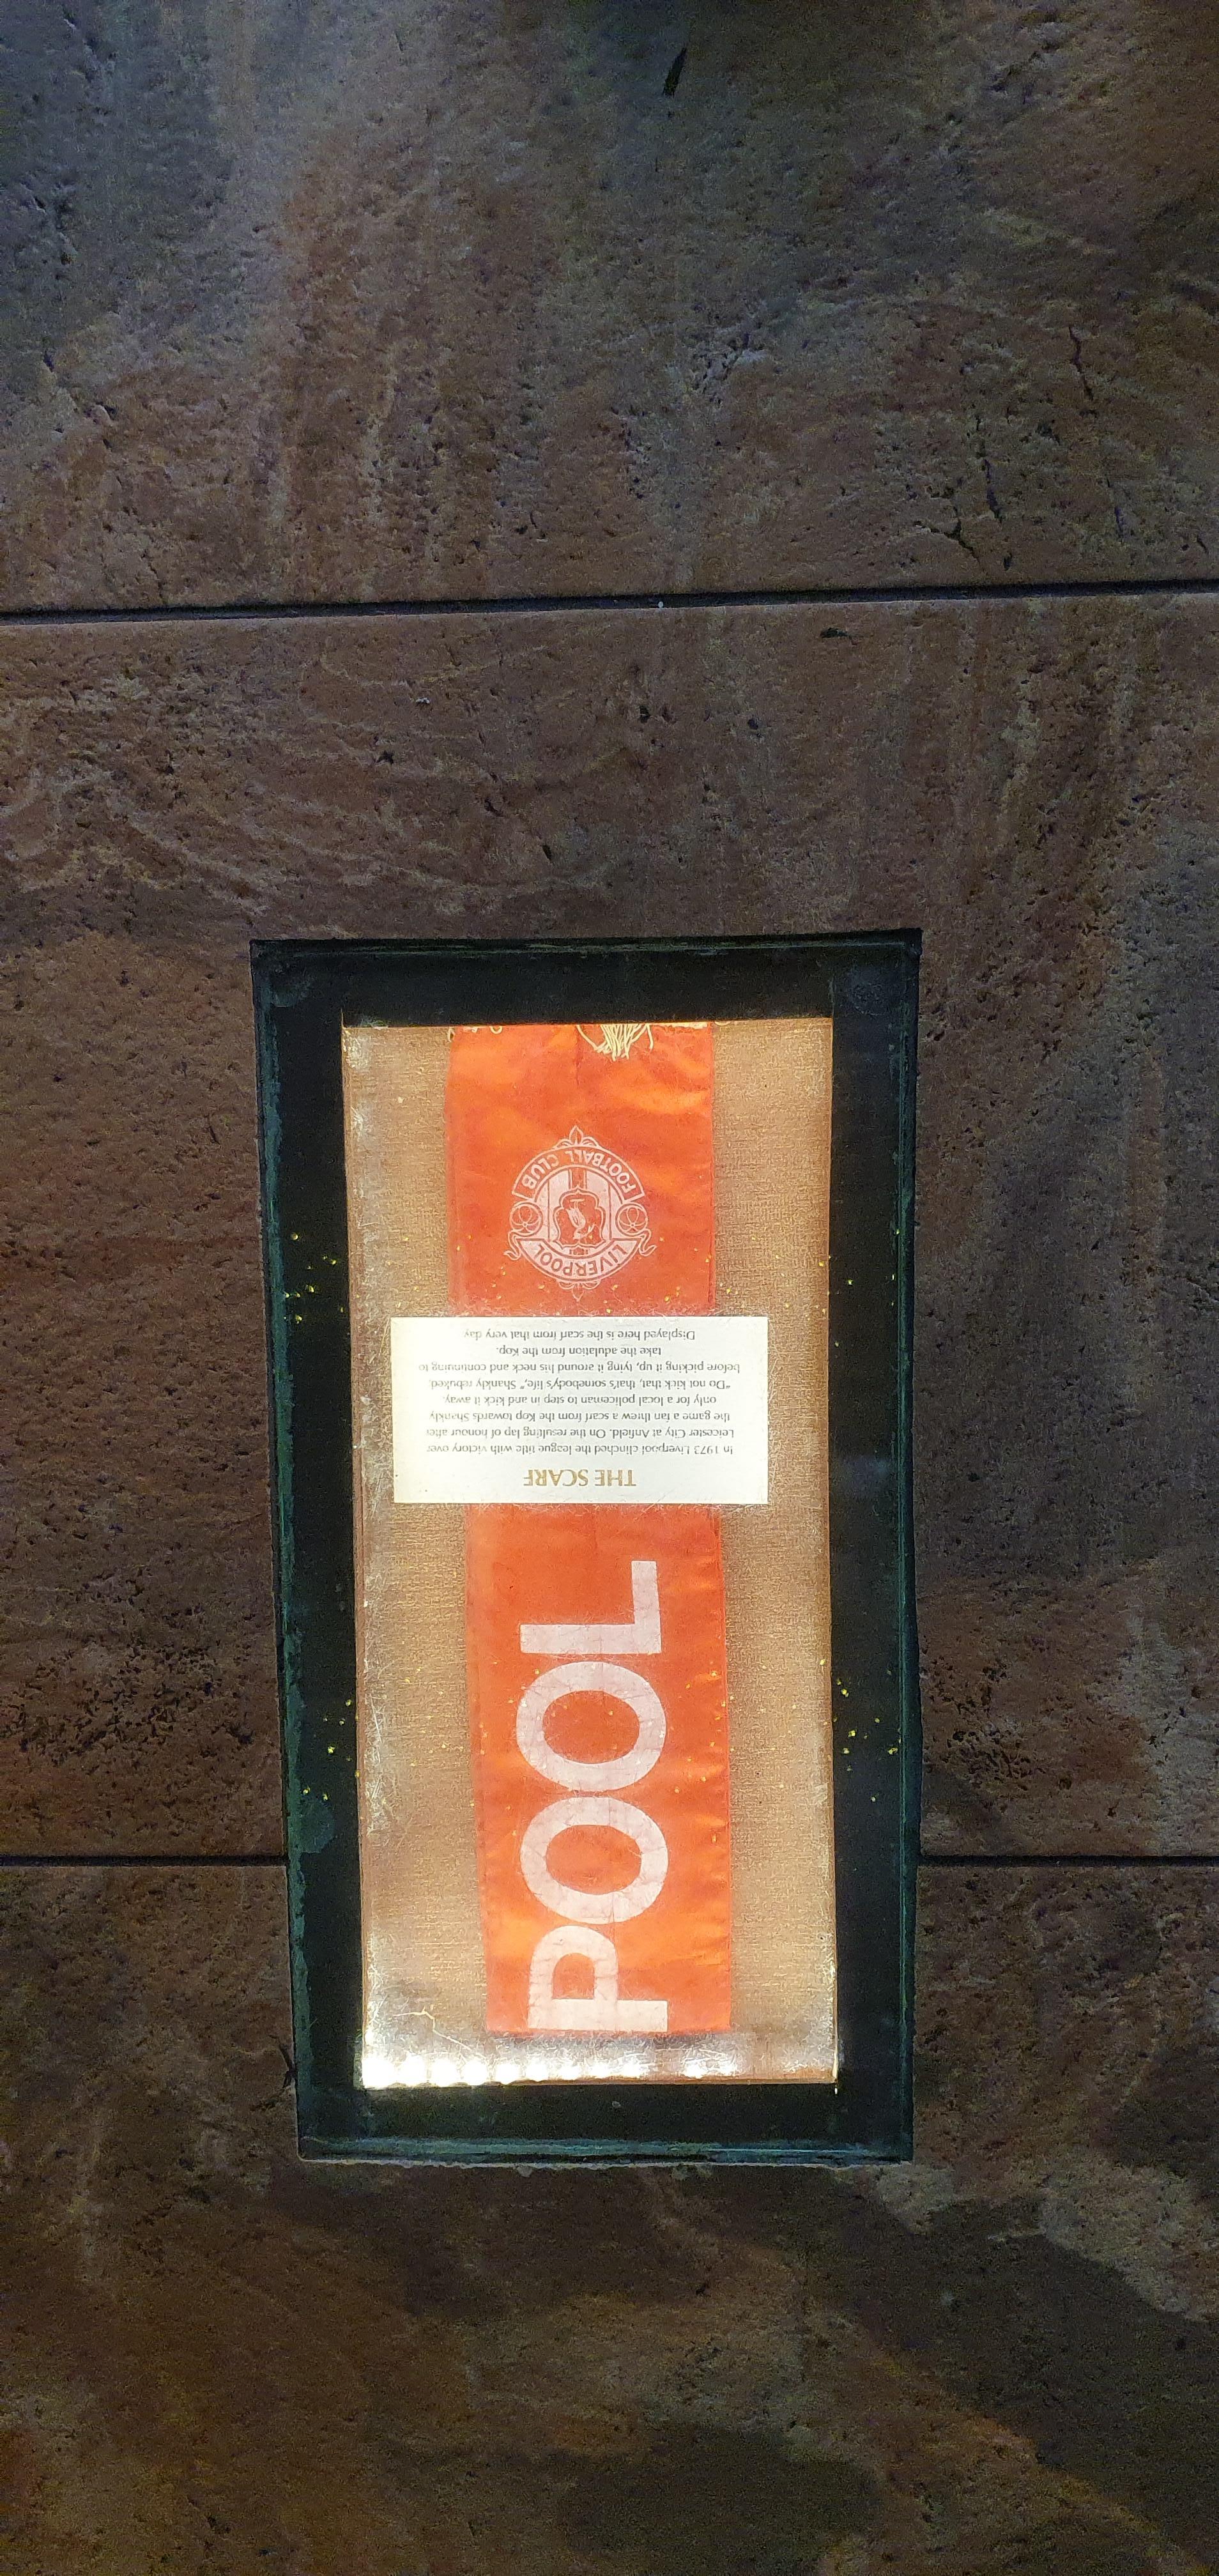 THE SCARF
In 1973 Liverpool clinched the league title with victory over
Leicester City at Anfield. On the resulting lap of honour after
the game a fan threw a scarf from the Kop towards Shankly
only for a local policeman to step in and kick it away.
"Do not kick that, that's somebody's life," Shankly rebuked,
before picking it up, tying it around his neck and continuing to
take the adulation from the Kop.
Displayed here is the scarf from that very day
LIVERPOOL
FOOTBALL CLUB
POOL